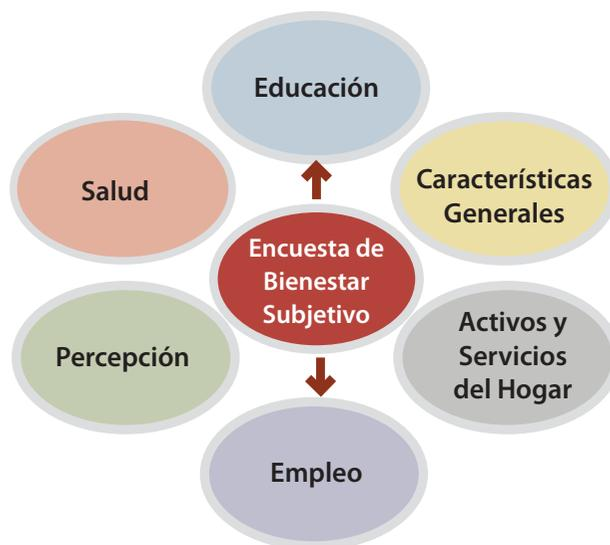 Educación
Salud
Características
Generales
Encuesta de
Bienestar
Subjetivo
Percepción
Activos y
Servicios
del Hogar
Empleo